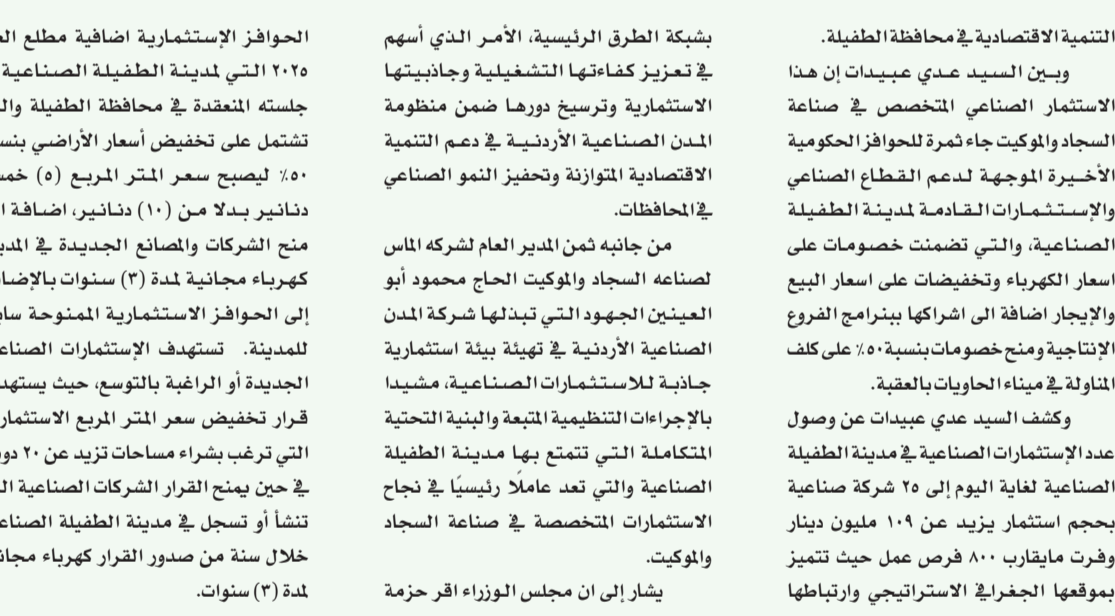 التنمية الاقتصادية في محافظة الطفيلة.
وبين السيد عدي عبيدات إن هذا
الاستثمار الصناعي المتخصص في صناعة
السجاد والموكيت جاء ثمرة للحوافز الحكومية
الأخيرة الموجهة لدعم القطاع الصناعي
والإستثمارات القادمة لمدينة الطفيلة
الصناعية، والتي تضمنت خصومات على
اسعار الكهرباء وتخفيضات على اسعار البيع
والإيجار اضافة الى اشراكها ببنرامج الفروع
الإنتاجية ومنح خصومات بنسبة ٥٠٪ على كلف
المناولة في ميناء الحاويات بالعقبة.
وكشف السيد عدي عبيدات عن وصول
عدد الإستثمارات الصناعية في مدينة الطفيلة
الصناعية لغاية اليوم إلى ٢٥ شركة صناعية
بحجم استثمار يزيد عن ١٠٩ مليون دينار
وفرت مايقارب ٨٠٠ فرص عمل حيث تتميز
بموقعها الجغرافي الاستراتيجي وارتباطها
بشبكة الطرق الرئيسية، الأمر الذي أسهم
في تعزيز كفاءتها التشغيلية وجاذبيتها
الاستثمارية وترسيخ دورها ضمن منظومة
المدن الصناعية الأردنية في دعم التنمية
الاقتصادية المتوازنة وتحفيز النمو الصناعي
في المحافظات.
من جانبه ثمن المدير العام لشركه الماس
لصناعه السجاد والموكيت الحاج محمود أبو
العينين الجهود التي تبذلها شركة المدن
الصناعية الأردنية في تهيئة بيئة استثمارية
جاذبة للاستثمارات الصناعية، مشيدا
بالإجراءات التنظيمية المتبعة والبنية التحتية
المتكاملة التي تتمتع بها مدينة الطفيلة
الصناعية والتي تعد عاملًا رئيسيًا في نجاح
الاستثمارات المتخصصة في صناعة السجاد
والموكيت.
يشار إلى ان مجلس الوزراء اقر حزمة
الحوافز الإستثمارية اضافية مطلع
٢٠٢٥ التي لمدينة الطفيلة الصناعية
جلسته المنعقدة في محافظة الطفيلة
تشتمل على تخفيض أسعار الأراضي
٥٠٪ ليصبح سعر المتر المربع (٥)
دنانير بدلا من (١٠) دنانير، اضافة
منح الشركات والمصانع الجديدة في
كهرباء مجانية لمدة (٣) سنوات
إلى الحوافز الاستثمارية الممنوحة
للمدينة. تستهدف الإستثمارات
الجديدة أو الراغبة بالتوسع، حيث
قرار تخفيض سعر المتر المربع
التي ترغب بشراء مساحات تزيد عن ٢٠
في حين يمنح القرار الشركات الصناعية
تنشأ أو تسجل في مدينة الطفيلة
خلال سنة من صدور القرار كهرباء
لمدة (٣) سنوات.